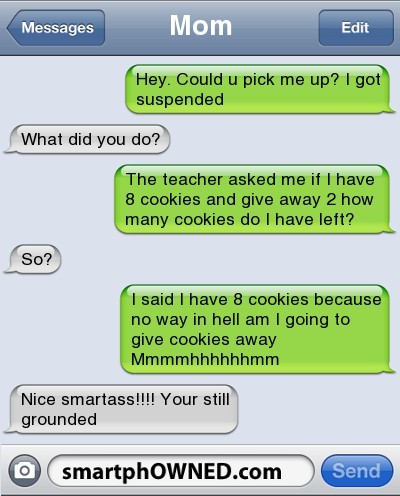 Messages
Mom
Edit
Hey. Could u pick me up? I got
suspended
What did you do?
The teacher asked me if I have
8 cookies and give away 2 how
many cookies do I have left?
So?
I said I have 8 cookies because
no way in hell am I going to
give cookies away
Mmmmhhhhhhmm
Nice smartass!!!! Your still
grounded
smartphOWNED.com
Send